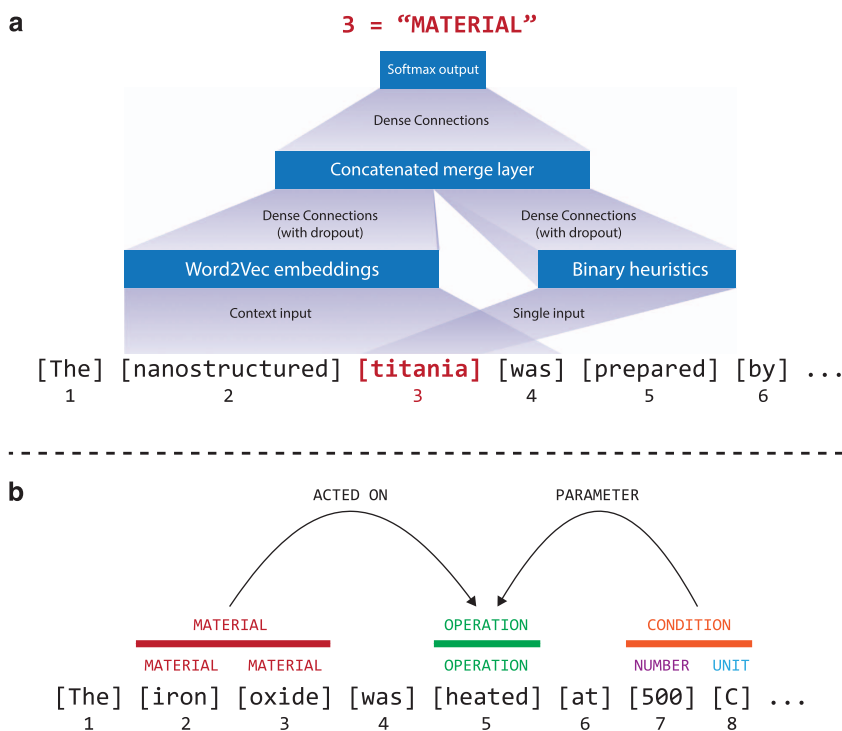 a
3 = “MATERIAL”
Softmax output
Dense Connections
Concatenated merge layer
Dense Connections
(with dropout)
Dense Connections
(with dropout)
Word2Vec embeddings
Binary heuristics
Context input
Single input
[The] [nanostructured] [titania] [was] [prepared] [by] ...
1 2 3 4 5 6
b
ACTED ON PARAMETER
MATERIAL OPERATION CONDITION
MATERIAL MATERIAL OPERATION NUMBER UNIT
[The] [iron] [oxide] [was] [heated] [at] [500] [C] ...
1 2 3 4 5 6 7 8